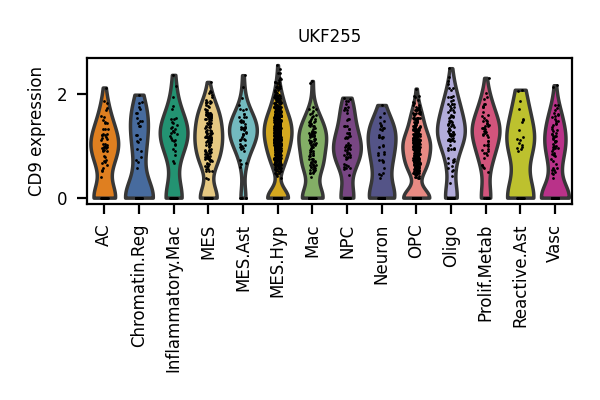 UKF255
CD9 expression
2
0
AC
Chromatin.Reg
Inflammatory.Mac
MES
MES.Ast
MES.Hyp
Mac
NPC
Neuron
OPC
Oligo
Prolif.Metab
Reactive.Ast
Vasc